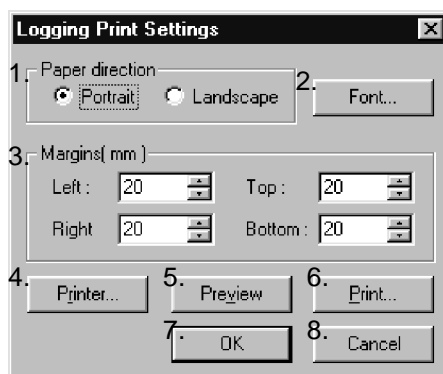 Logging Print Settings
1. Paper direction
Portrait Landscape
2. Font...
3. Margins( mm )
Left : 20 Top : 20
Right 20 Bottom : 20
4. Printer... 5. Preview 6. Print...
7. OK 8. Cancel